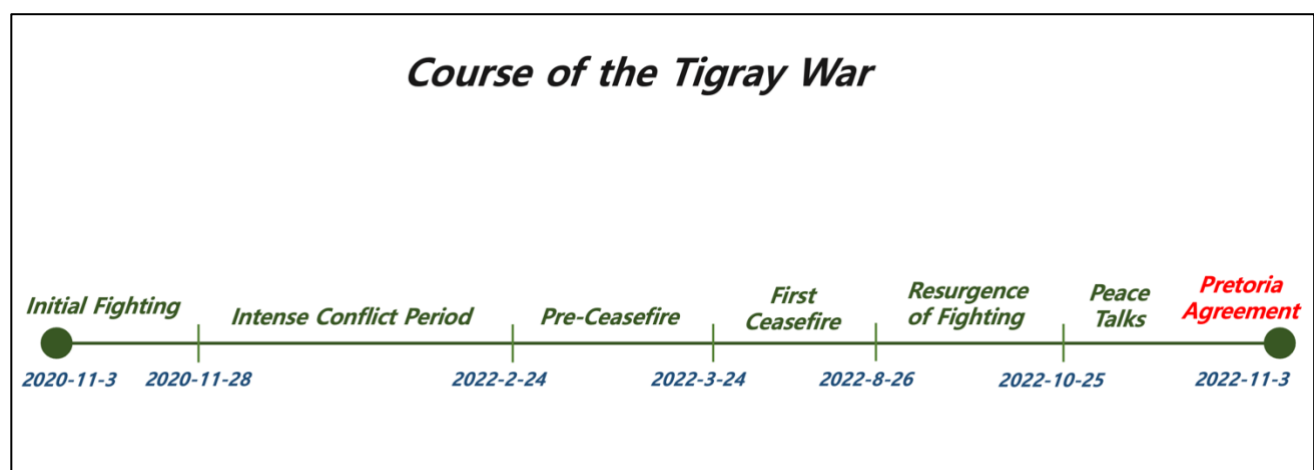 Course of the Tigray War
Initial Fighting
Intense Conflict Period
Pre-Ceasefire
First
Ceasefire
Resurgence
of Fighting
Peace
Talks
Pretoria
Agreement
2020-11-3
2020-11-28
2022-2-24
2022-3-24
2022-8-26
2022-10-25
2022-11-3